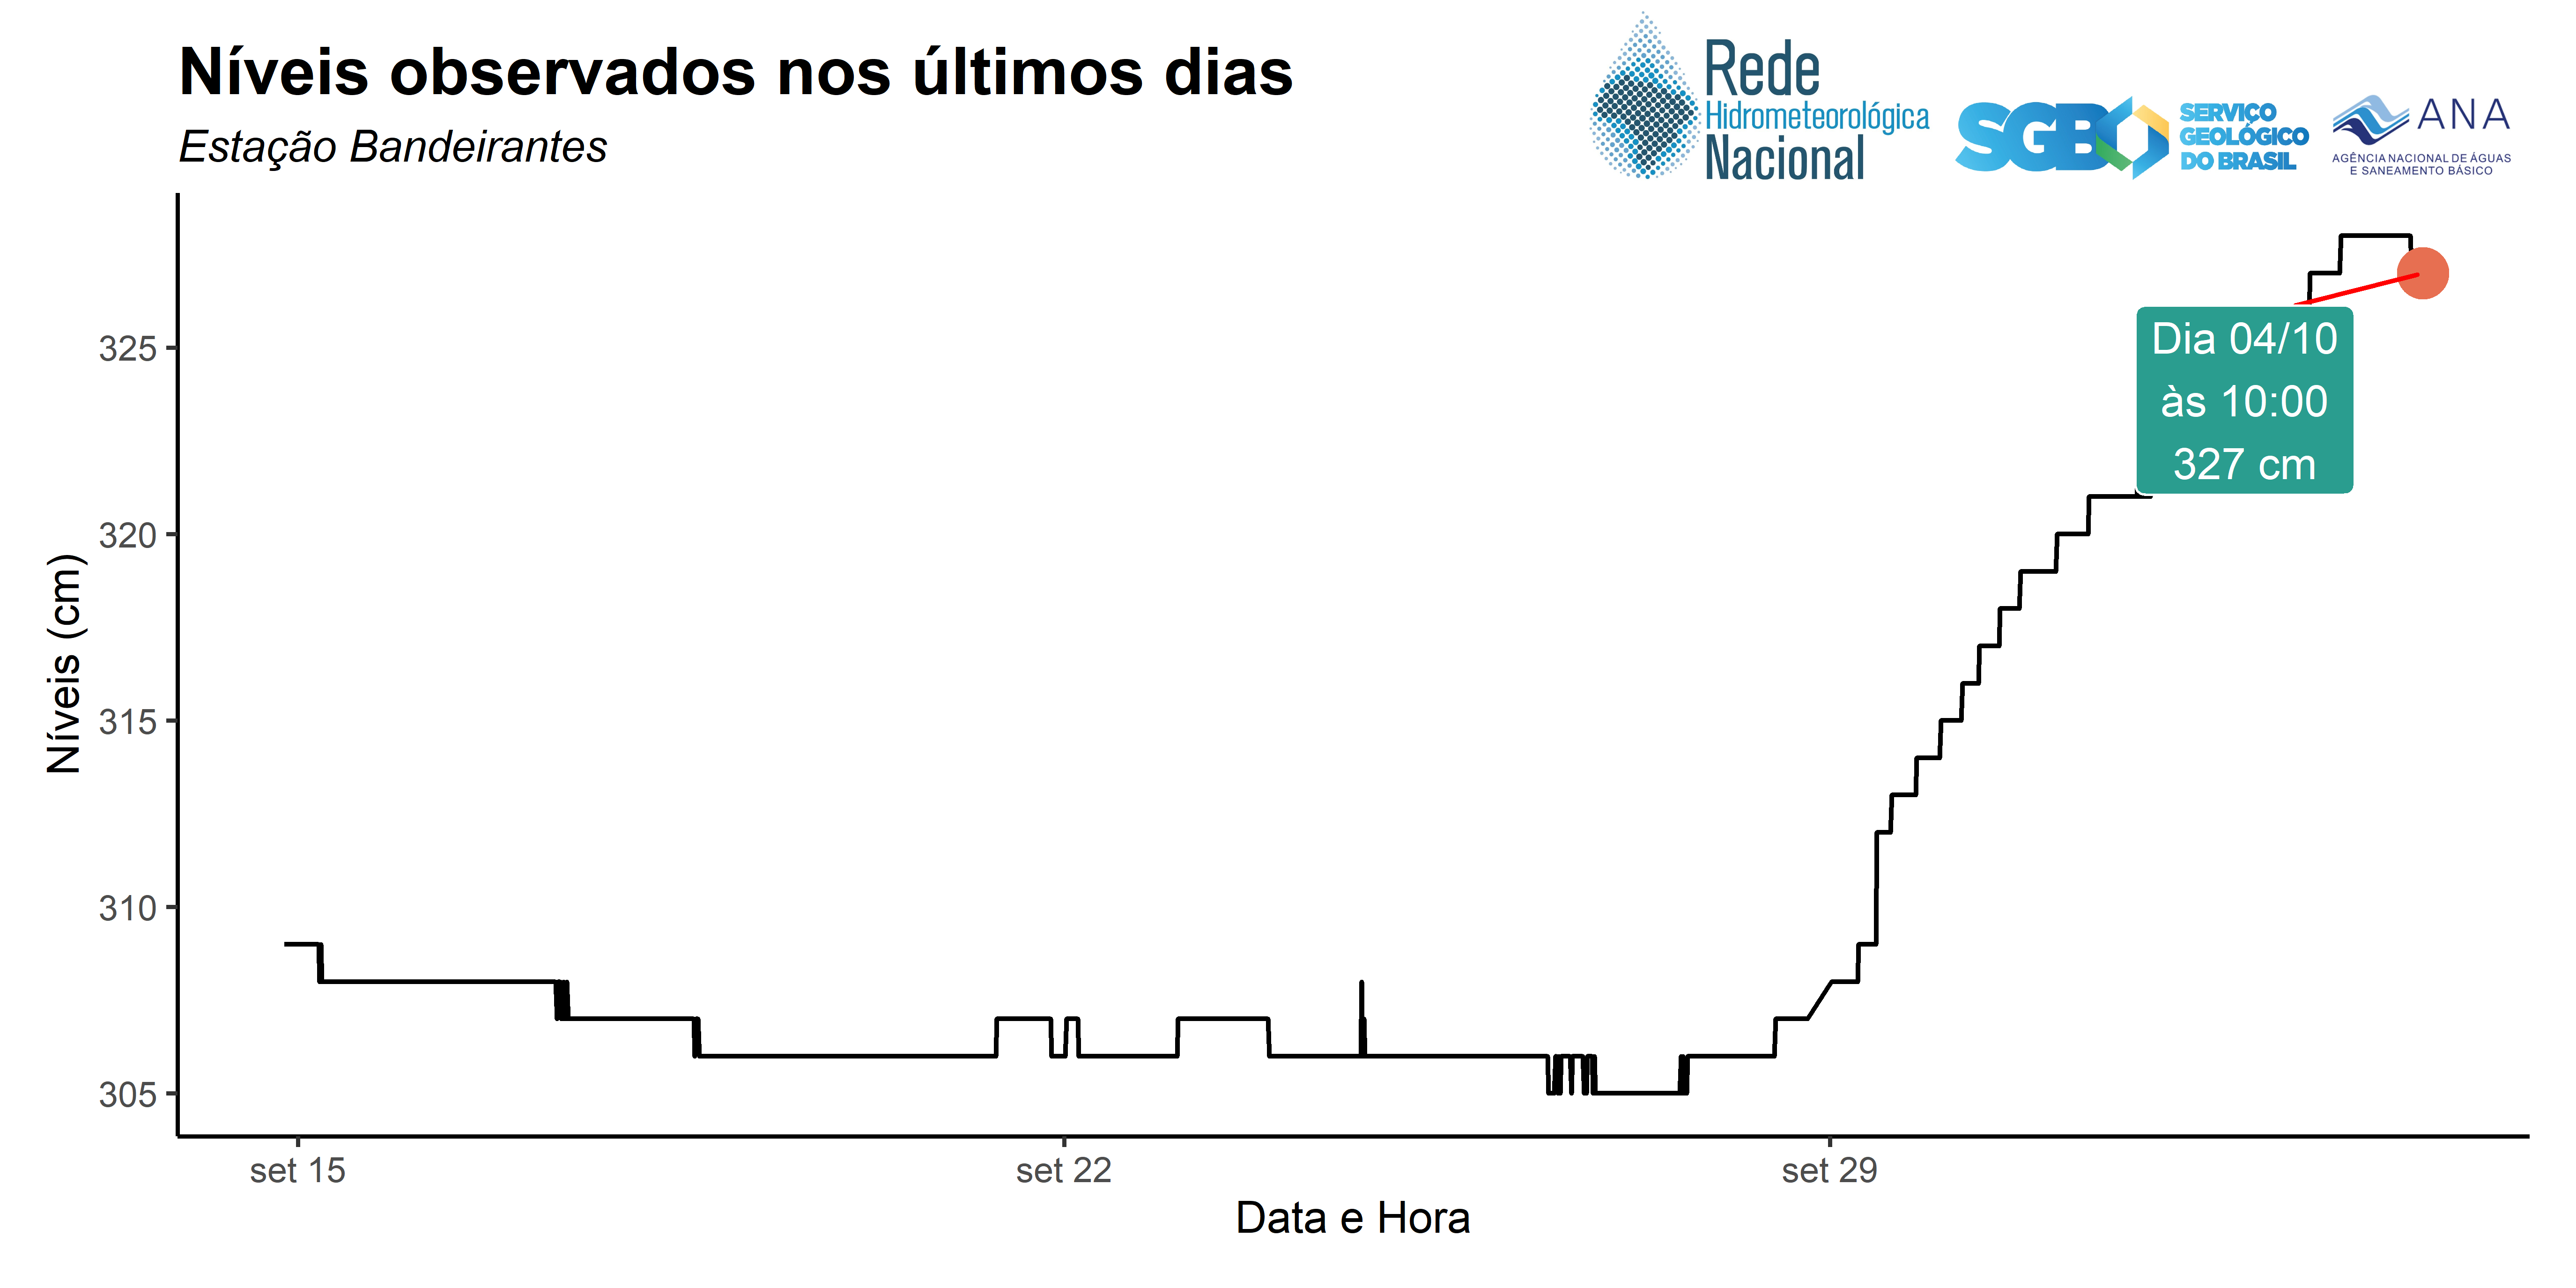 Níveis observados nos últimos dias
Estação Bandeirantes
Rede
Hidrometeorológica
Nacional
SGB
SERVIÇO
GEOLÓGICO
DO BRASIL
ANA
AGÊNCIA NACIONAL DE ÁGUAS
E SANEAMENTO BÁSICO
Níveis (cm)
325
320
315
310
305
Dia 04/10
às 10:00
327 cm
set 15
set 22
set 29
Data e Hora